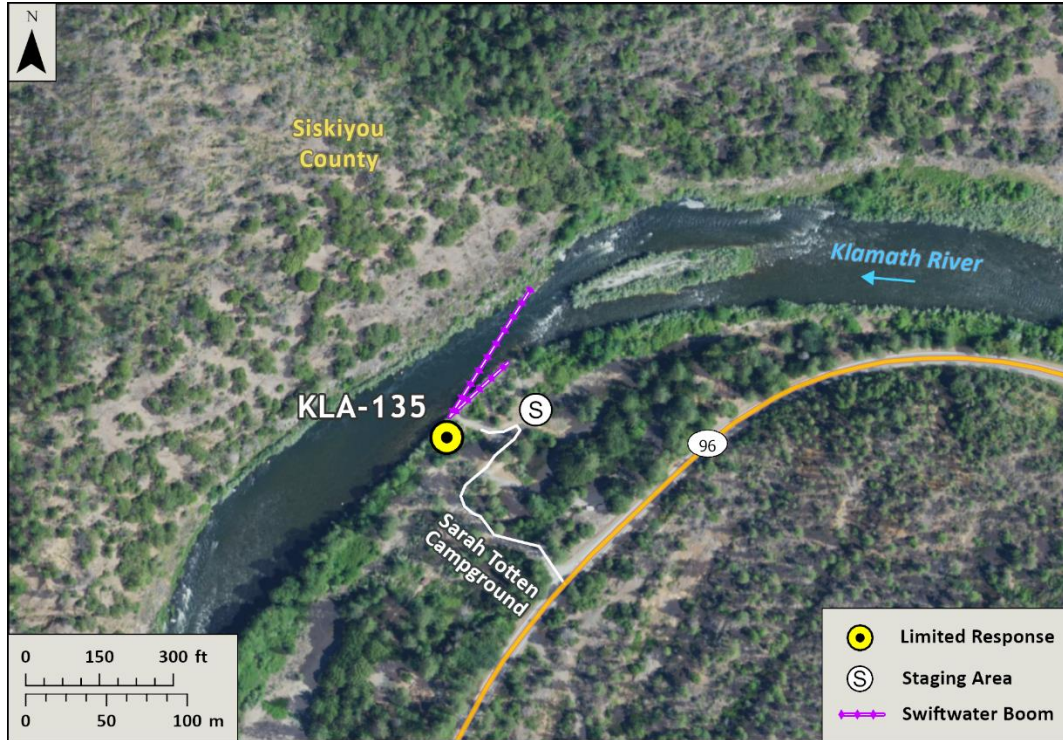 N
Siskiyou
County
Klamath River
KLA-135
S
96
Sarah Totten
Campground
0 150 300 ft
0 50 100 m
Limited Response
S Staging Area
Swiftwater Boom